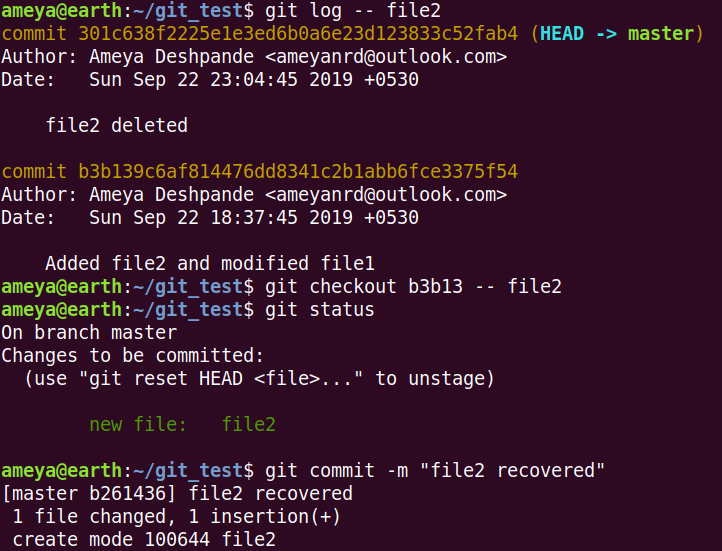 ameya@earth:~/git_test$ git log -- file2
commit 301c638f2225e1e3ed6b0a6e23d123833c52fab4 (HEAD -> master)
Author: Ameya Deshpande <ameyanrd@outlook.com>
Date:   Sun Sep 22 23:04:45 2019 +0530
    file2 deleted
commit b3b139c6af814476dd8341c2b1abb6fce3375f54
Author: Ameya Deshpande <ameyanrd@outlook.com>
Date:   Sun Sep 22 18:37:45 2019 +0530
    Added file2 and modified file1
ameya@earth:~/git_test$ git checkout b3b13 -- file2
ameya@earth:~/git_test$ git status
On branch master
Changes to be committed:
  (use "git reset HEAD <file>..." to unstage)
        new file:   file2
ameya@earth:~/git_test$ git commit -m "file2 recovered"
[master b261436] file2 recovered
 1 file changed, 1 insertion(+)
 create mode 100644 file2